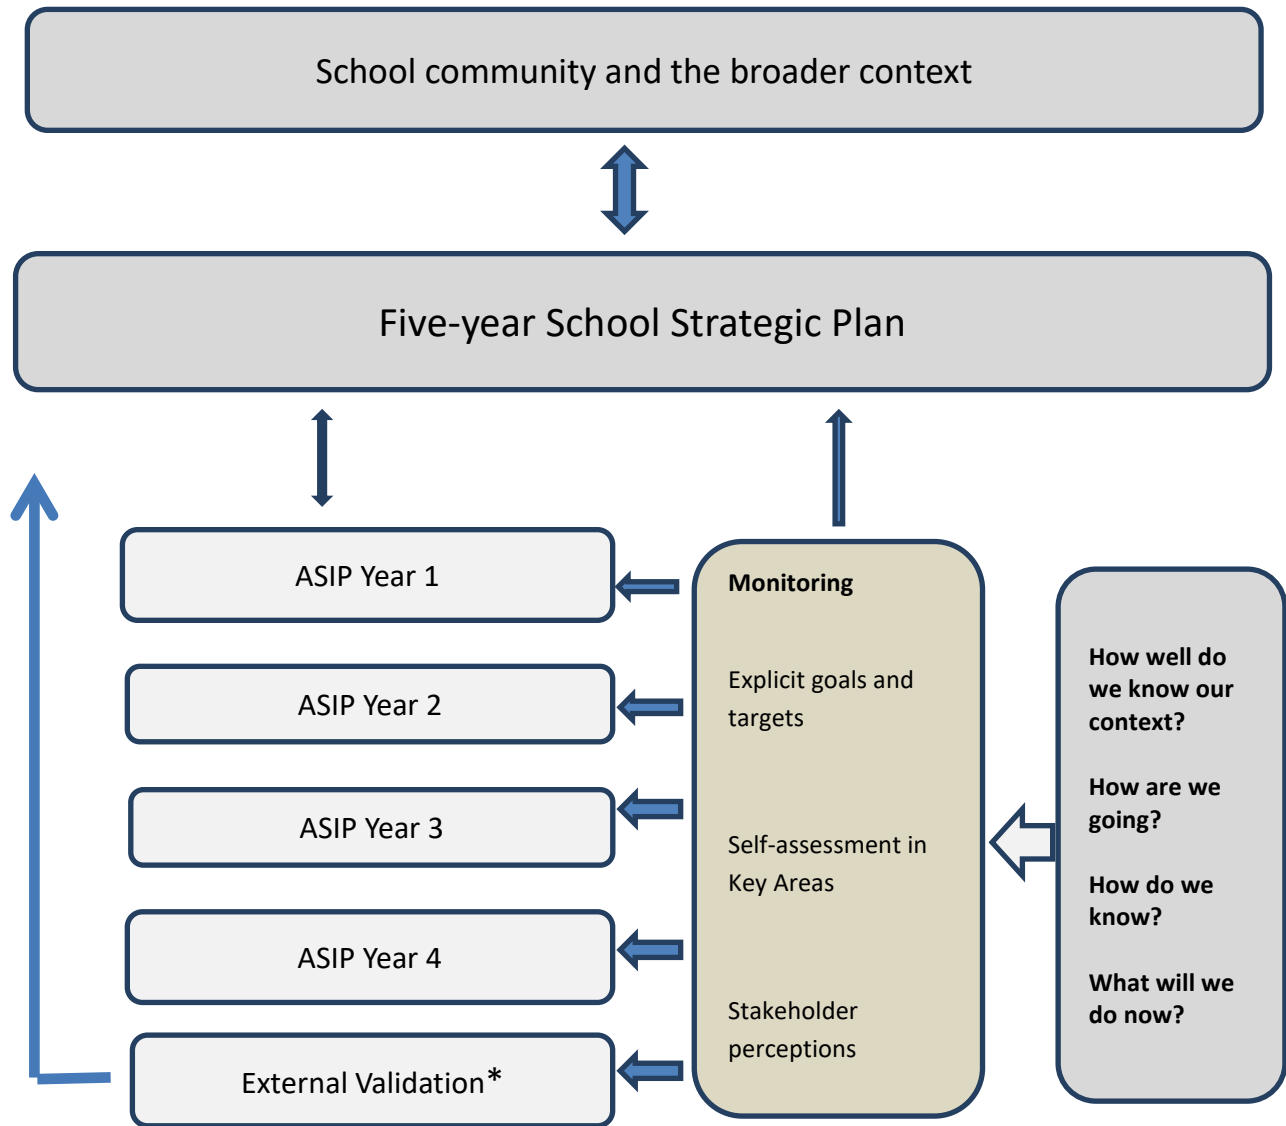 School community and the broader context
Five-year School Strategic Plan
ASIP Year 1
ASIP Year 2
ASIP Year 3
ASIP Year 4
External Validation*
Monitoring
Explicit goals and
targets
Self-assessment in
Key Areas
Stakeholder
perceptions
How well do
we know our
context?
How are we
going?
How do we
know?
What will we
do now?